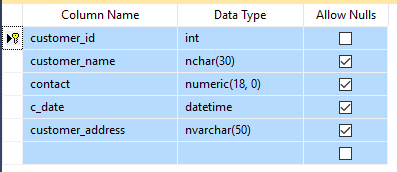 Column Name Data Type Allow Nulls
customer_id int
customer_name nchar(30)
contact numeric(18, 0)
c_date datetime
customer_address nvarchar(50)